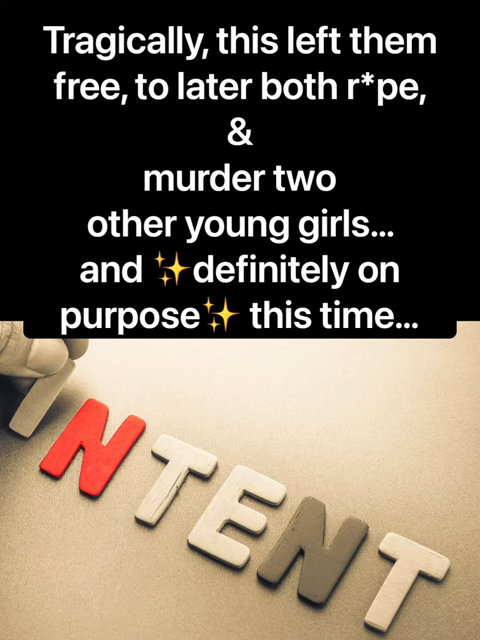 Tragically, this left them
free, to later both r*pe,
&
murder two
other young girls...
and ✨definitely on
purpose✨ this time...
INTENT